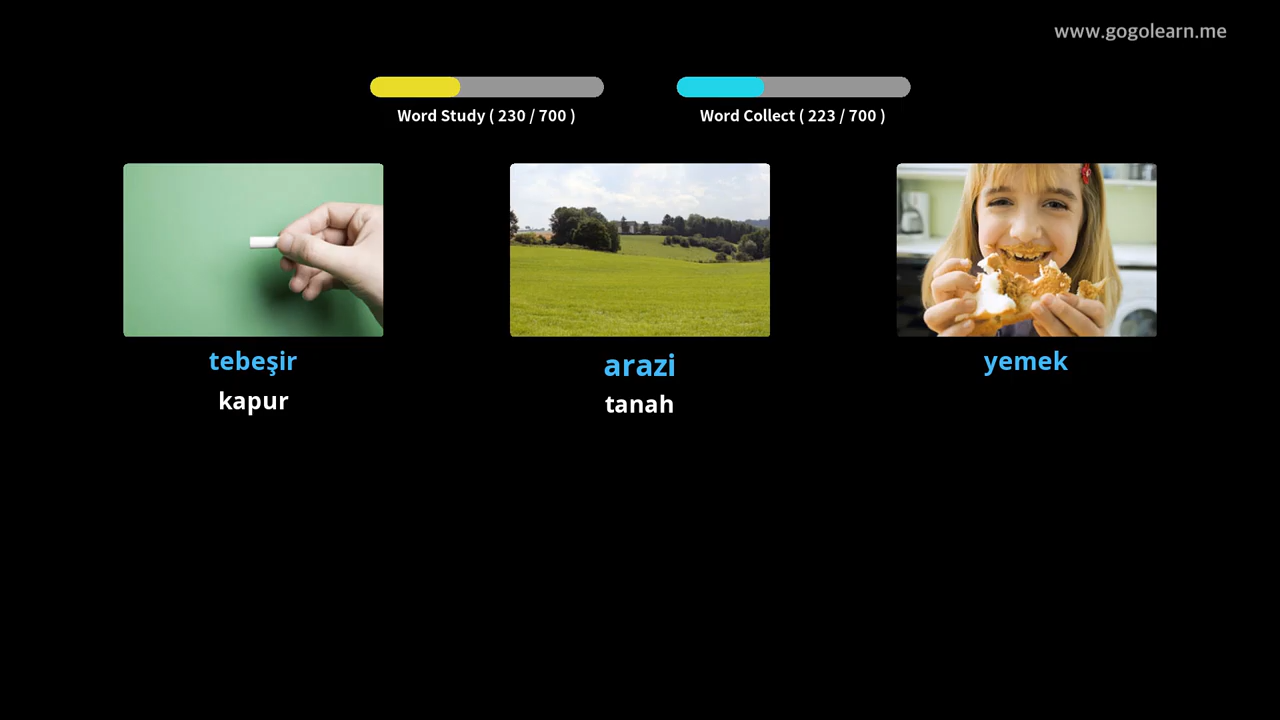 www.gogolearn.me
Word Study ( 230 / 700 )
Word Collect ( 223 / 700 )
tebeşir
kapur
arazi
tanah
yemek